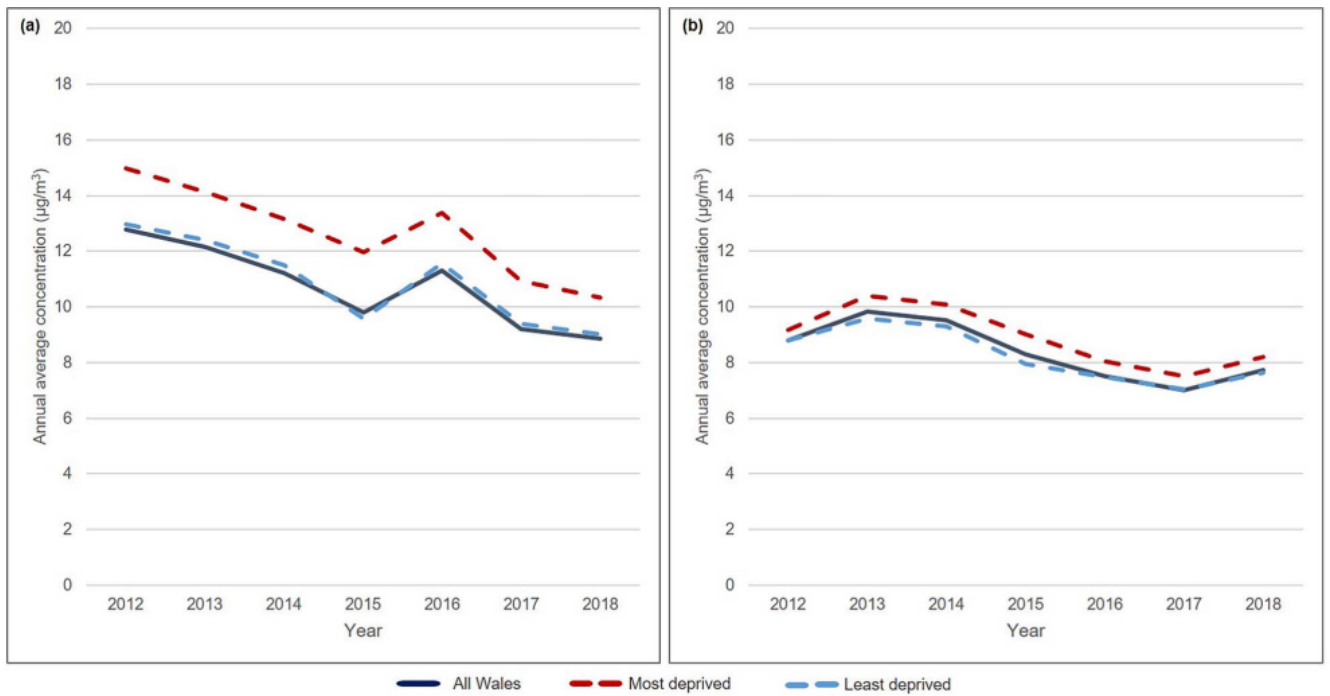 (a)
Annual average concentration (µg/m³)
20
18
16
14
12
10
8
6
4
2
0
2012 2013 2014 2015 2016 2017 2018
Year
(b)
Annual average concentration (µg/m³)
20
18
16
14
12
10
8
6
4
2
0
2012 2013 2014 2015 2016 2017 2018
Year
All Wales Most deprived Least deprived